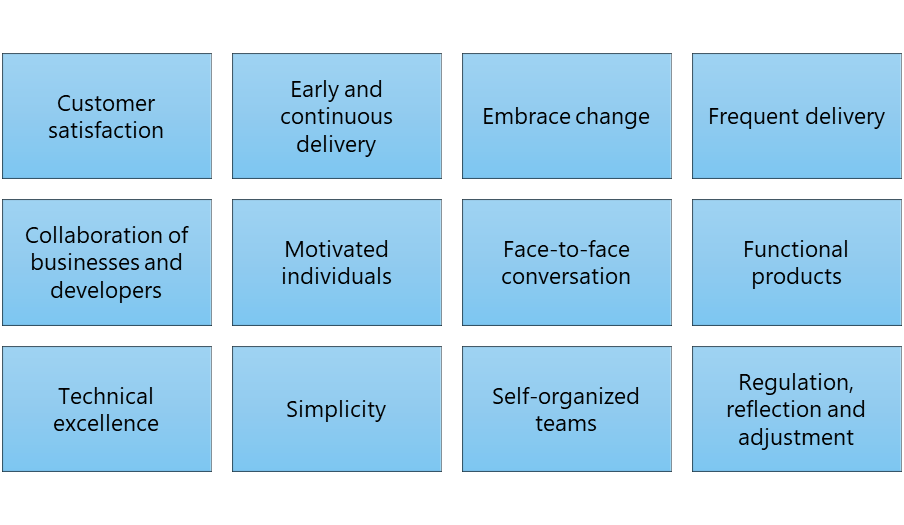 Customer
satisfaction
Early and
continuous
delivery
Embrace change
Frequent delivery
Collaboration of
businesses and
developers
Motivated
individuals
Face-to-face
conversation
Functional
products
Technical
excellence
Simplicity
Self-organized
teams
Regulation,
reflection and
adjustment